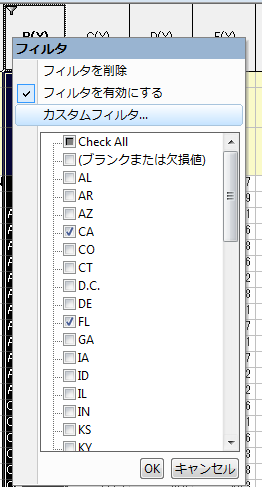 B(Y) C(Y) D(Y) E(Y)
フィルタ
フィルタを削除
フィルタを有効にする
カスタムフィルタ...
Check All
(ブランクまたは欠損値)
AL
AR
AZ
CA
CO
CT
D.C.
DE
FL
GA
IA
ID
IL
IN
KS
KY
OK キャンセル